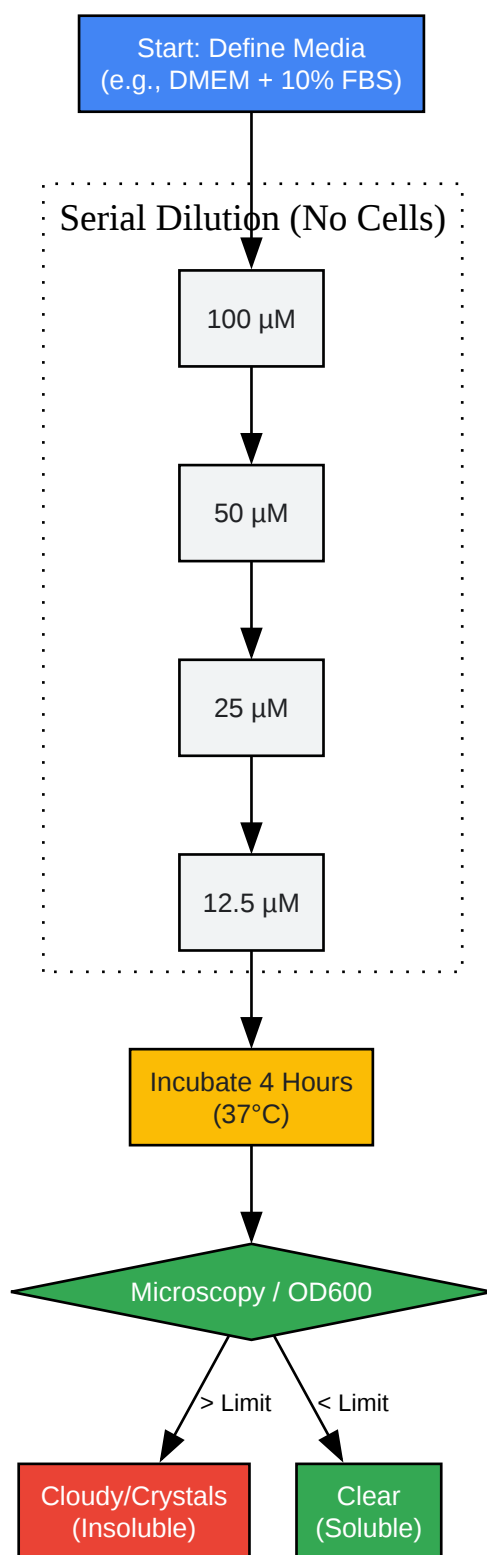 Start: Define Media
(e.g., DMEM + 10% FBS)
Serial Dilution (No Cells)
100 µM
50 µM
25 µM
12.5 µM
Incubate 4 Hours
(37°C)
Microscopy / OD600
> Limit
< Limit
Cloudy/Crystals
(Insoluble)
Clear
(Soluble)